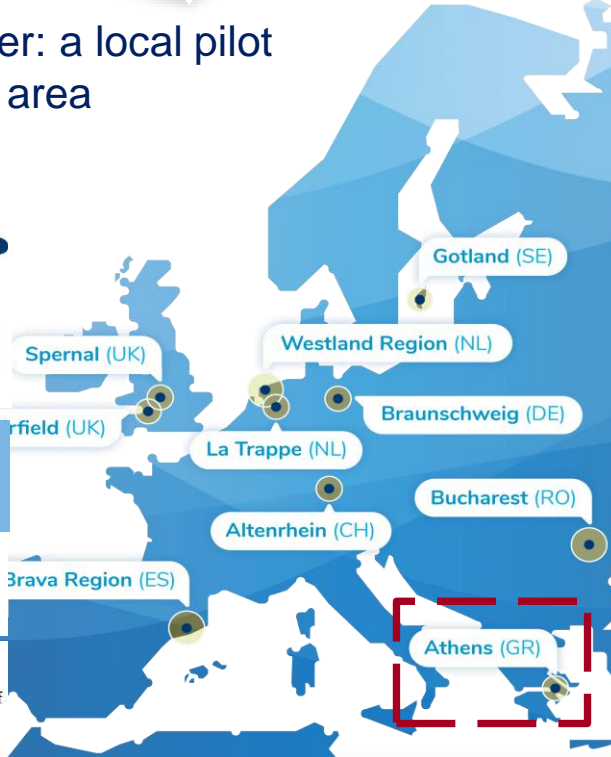 er: a local pilot
area
Gotland (SE)
Westland Region (NL)
Spernal (UK)
Braunschweig (DE)
rfield (UK)
La Trappe (NL)
Bucharest (RO)
Altenrhein (CH)
Brava Region (ES)
Athens (GR)
f